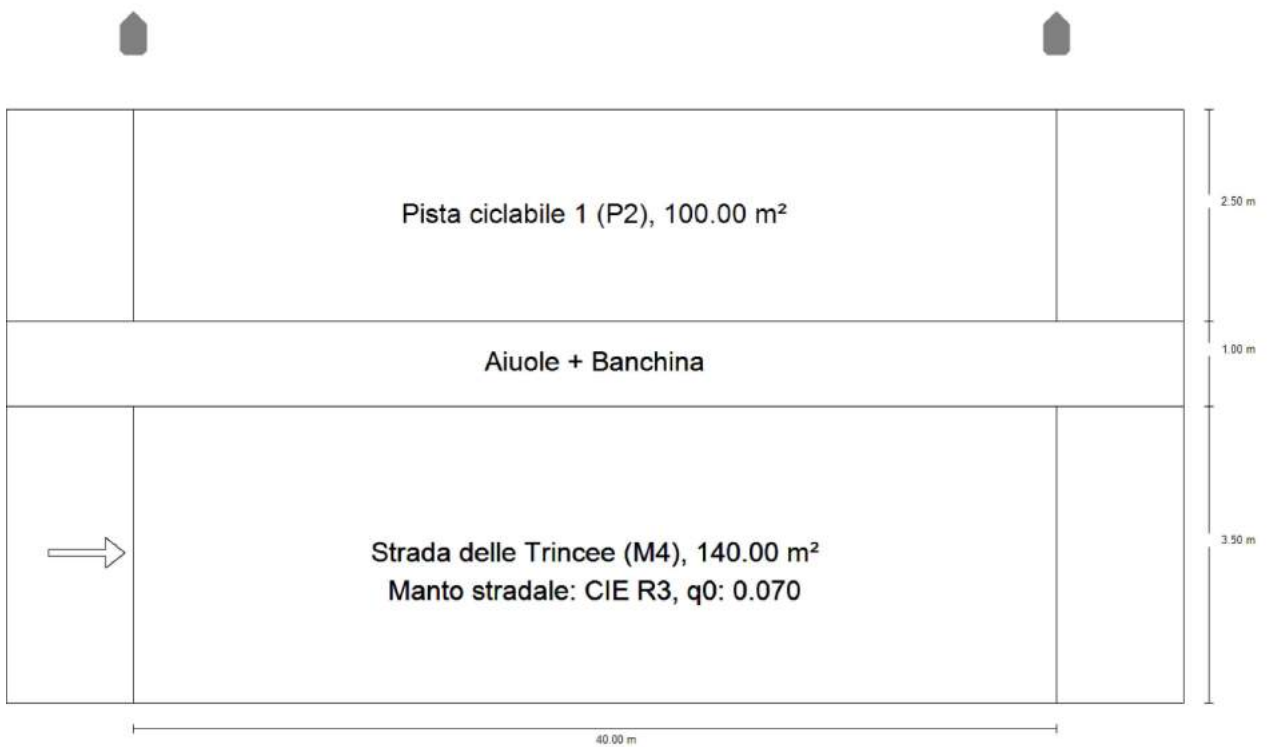 Pista ciclabile 1 (P2), 100.00 m²
2.50 m
Aiuole + Banchina
1.00 m
Strada delle Trincee (M4), 140.00 m²
Manto stradale: CIE R3, q0: 0.070
3.50 m
40.00 m